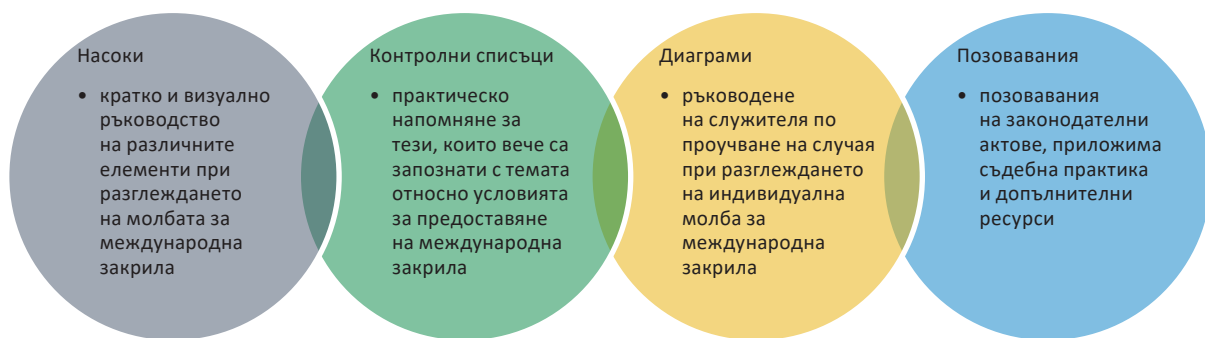 Насоки
• кратко и визуално
ръководство
на различните
елементи при
разглеждането
на молбата за
международна
закрила
Контролни списъци
• практическо
напомняне за
тези, които вече са
запознати с темата
относно условията
за предоставяне
на международна
закрила
Диаграми
• ръководене
на служителя по
проучване на случая
при разглеждането
на индивидуална
молба за
международна
закрила
Позовавания
• позовавания
на законодателни
актове, приложима
съдебна практика
и допълнителни
ресурси